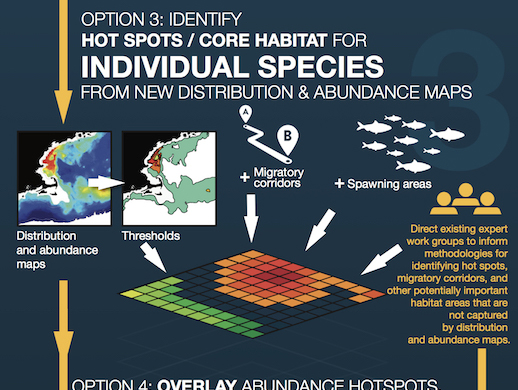 OPTION 3: IDENTIFY
HOT SPOTS / CORE HABITAT FOR
INDIVIDUAL SPECIES
FROM NEW DISTRIBUTION & ABUNDANCE MAPS
3
A
B
+ Migratory
corridors
+ Spawning areas
Distribution
and abundance
maps
Thresholds
Direct existing expert
work groups to inform
methodologies for
identifying hot spots,
migratory corridors, and
other potentially important
habitat areas that are
not captured
by distribution
and abundance maps.
OPTION 4: OVERLAY ABUNDANCE HOTSPOTS